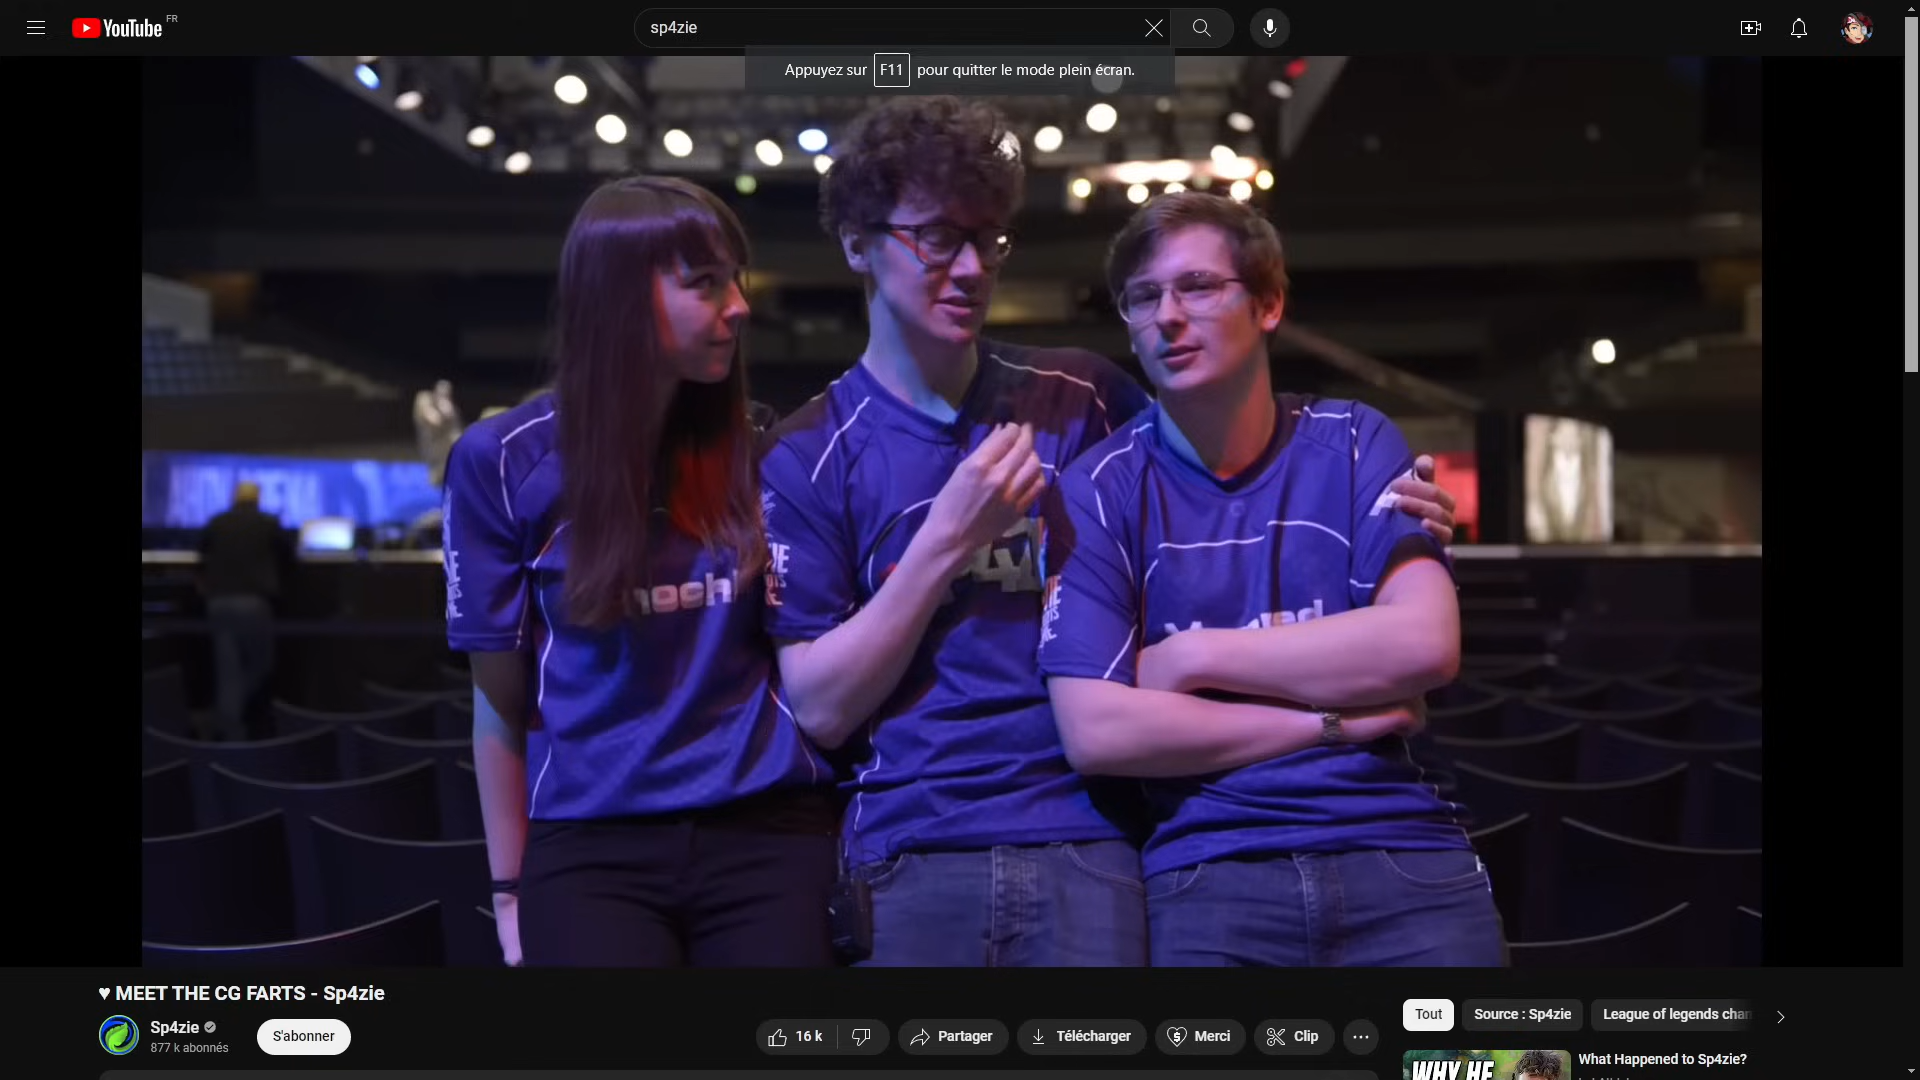 YouTube FR
sp4zie
Appuyez sur F11 pour quitter le mode plein écran.
♥ MEET THE CG FARTS - Sp4zie
Sp4zie
877 k abonnés
S'abonner
16 k
Partager
Télécharger
Merci
Clip
Tout
Source : Sp4zie
League of legends
What Happened to Sp4zie?
WHY HE